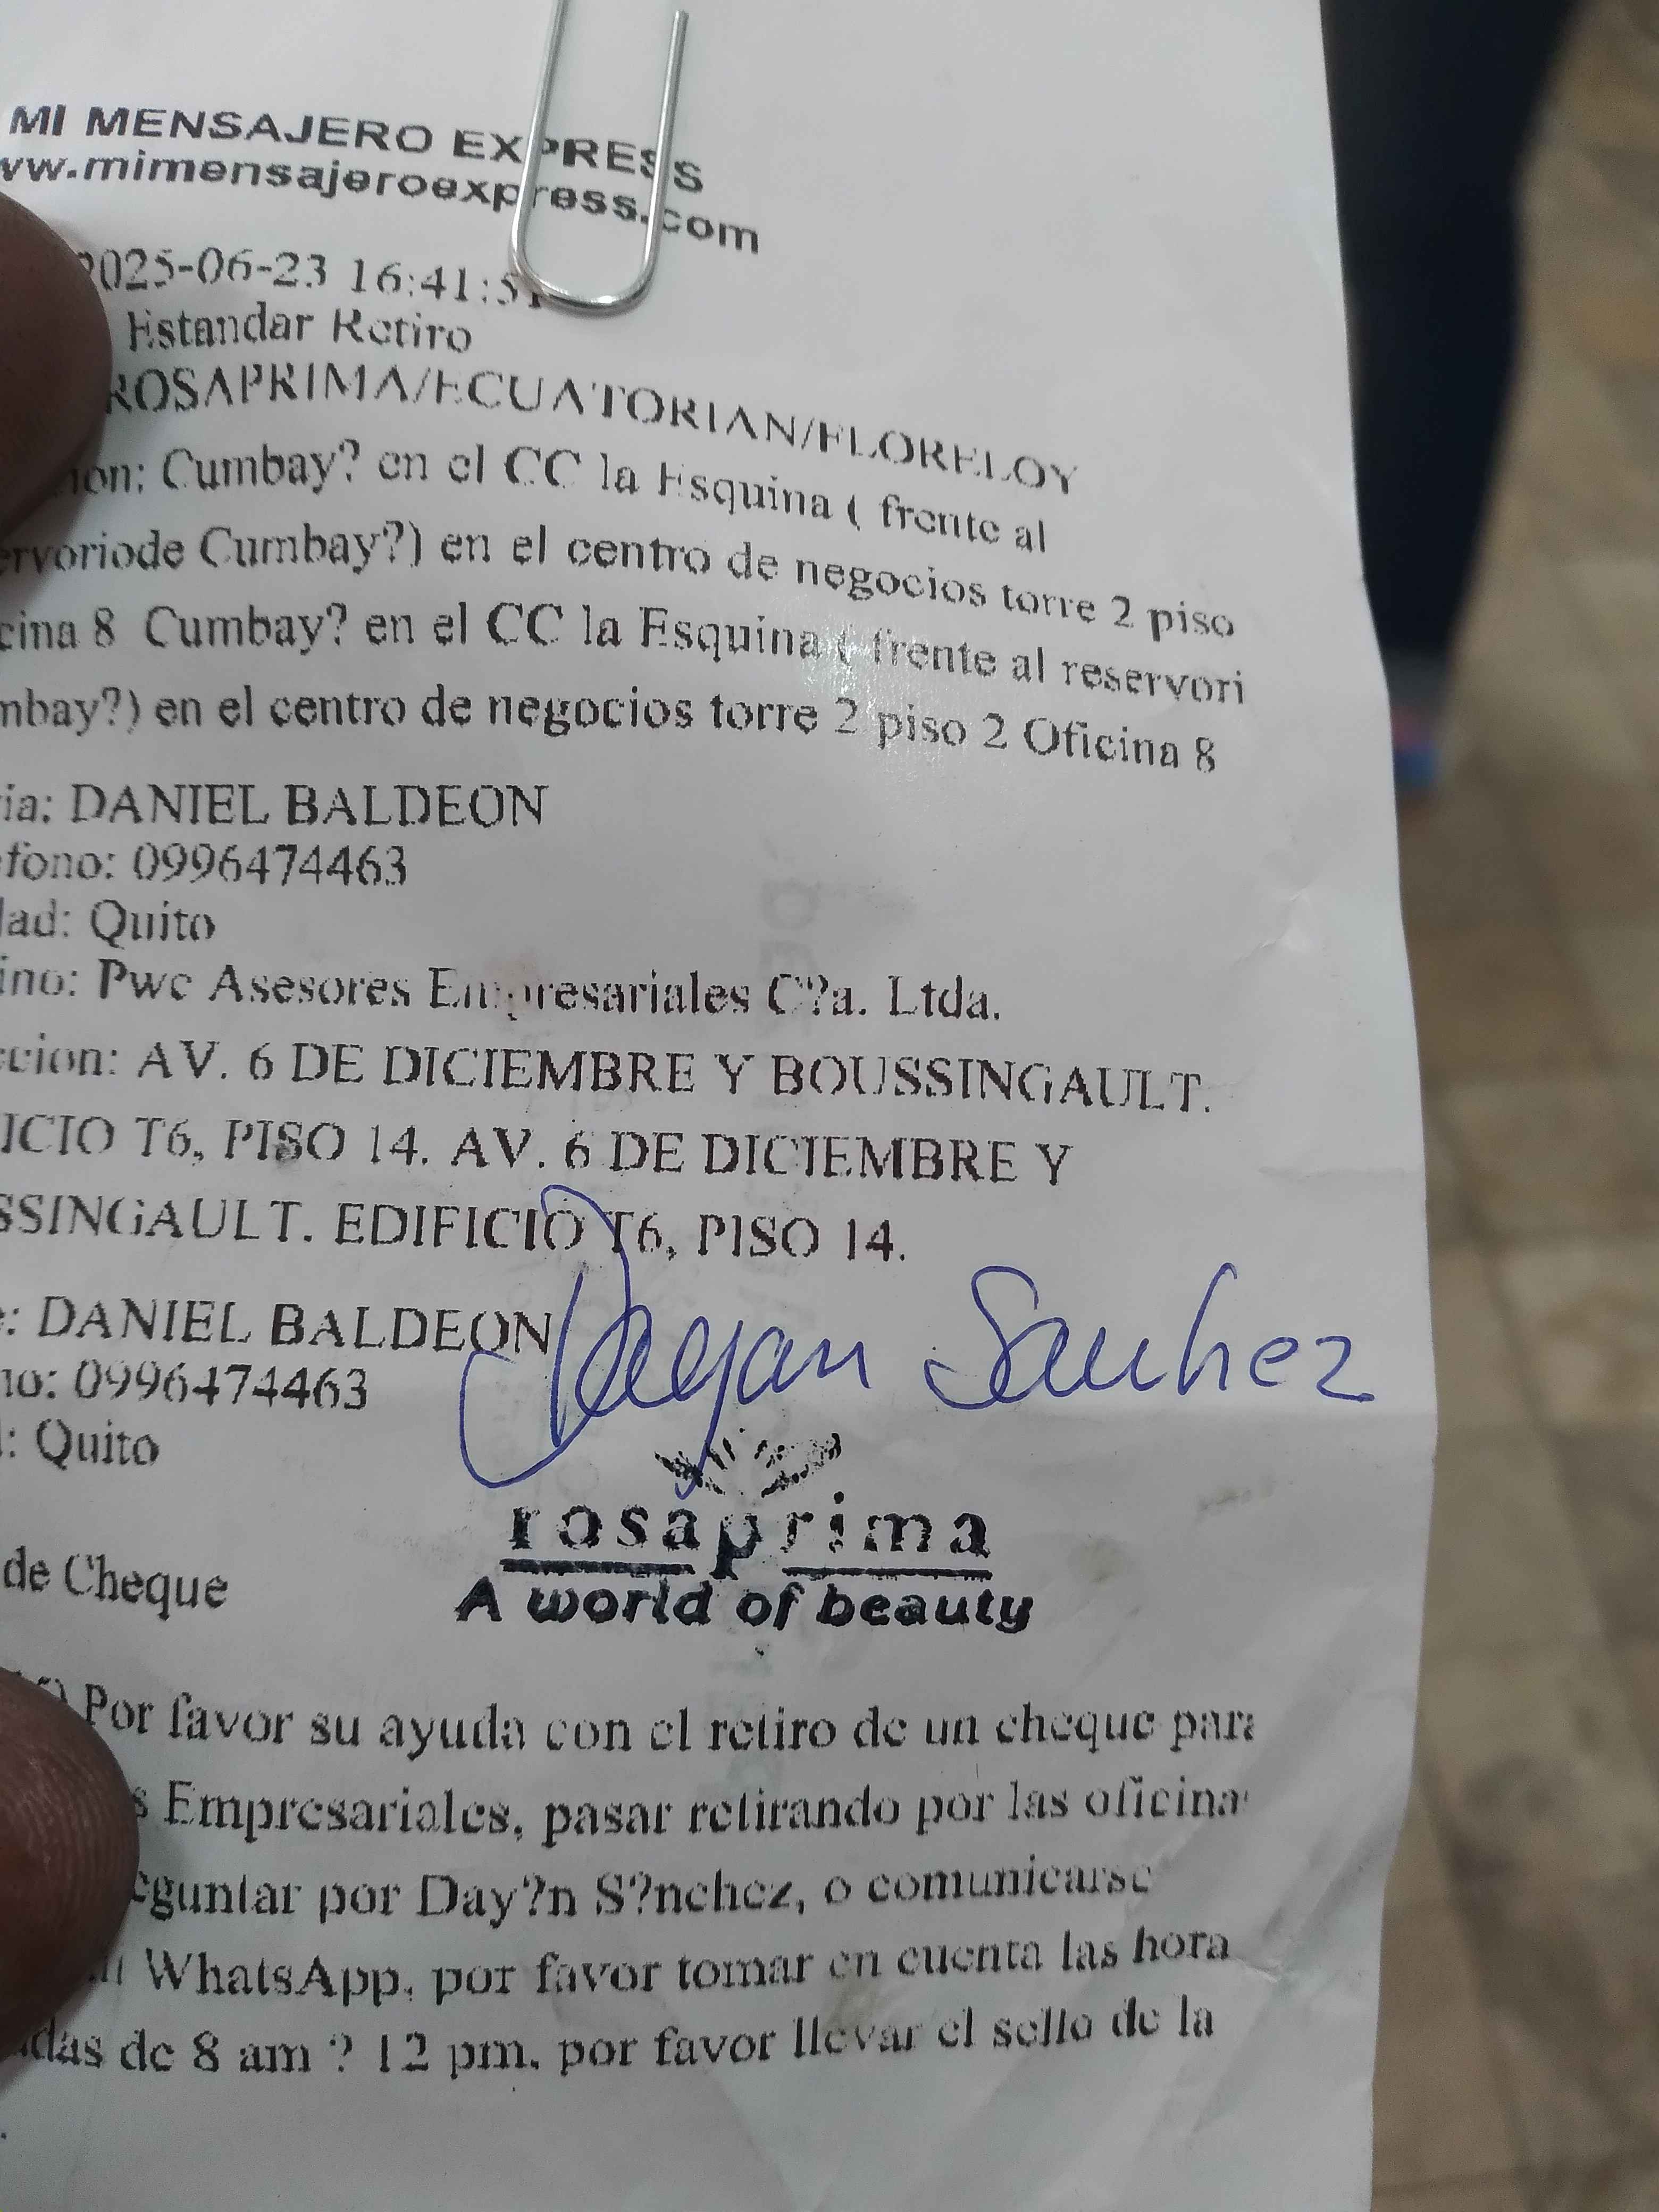 MI MENSAJERO EXPRESS
ww.mimensajeroexpress.com
2025-06-23 16:41:51
Estandar Retiro
ROSAPRIMA/ECUATORIAN/FLORELOY
ion: Cumbay? en el CC la Esquina ( frente al
ervoriode Cumbay?) en el centro de negocios torre 2 piso
cina 8 Cumbay? en el CC la Esquina ( frente al reservori
mbay?) en el centro de negocios torre 2 piso 2 Oficina 8
ria: DANIEL BALDEON
efono: 0996474463
dad: Quito
ino: Pwc Asesores Empresariales C?a. Ltda.
ccion: AV. 6 DE DICIEMBRE Y BOUSSINGAULT.
ICIO T6, PISO 14. AV. 6 DE DICIEMBRE Y
SSINGAULT. EDIFICIO T6, PISO 14.
: DANIEL BALDEON
no: 0996474463
: Quito
Dayan Sanchez
rosaprima
A world of beauty
de Cheque
Por favor su ayuda con el retiro de un cheque para
s Empresariales, pasar retirando por las oficina
eguntar por Day?n S?nchez, o comunicarse
WhatsApp, por favor tomar en cuenta las hora
das de 8 am ? 12 pm. por favor llevar el sello de la